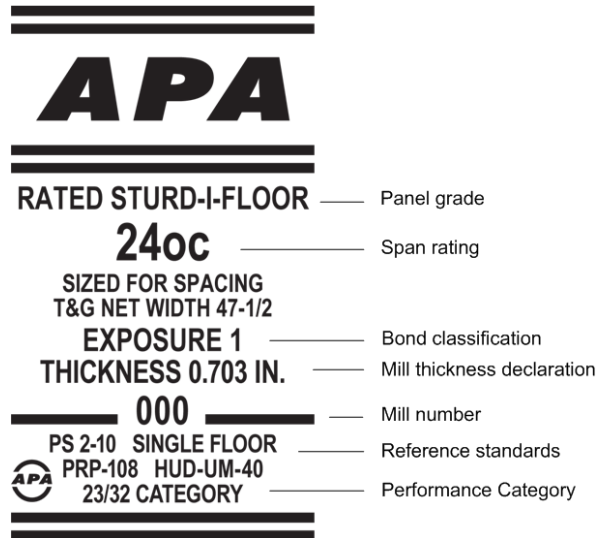 APA
RATED STURD-I-FLOOR Panel grade
24oc Span rating
SIZED FOR SPACING
T&G NET WIDTH 47-1/2
EXPOSURE 1 Bond classification
THICKNESS 0.703 IN. Mill thickness declaration
000 Mill number
PS 2-10 SINGLE FLOOR Reference standards
APA PRP-108 HUD-UM-40
23/32 CATEGORY Performance Category